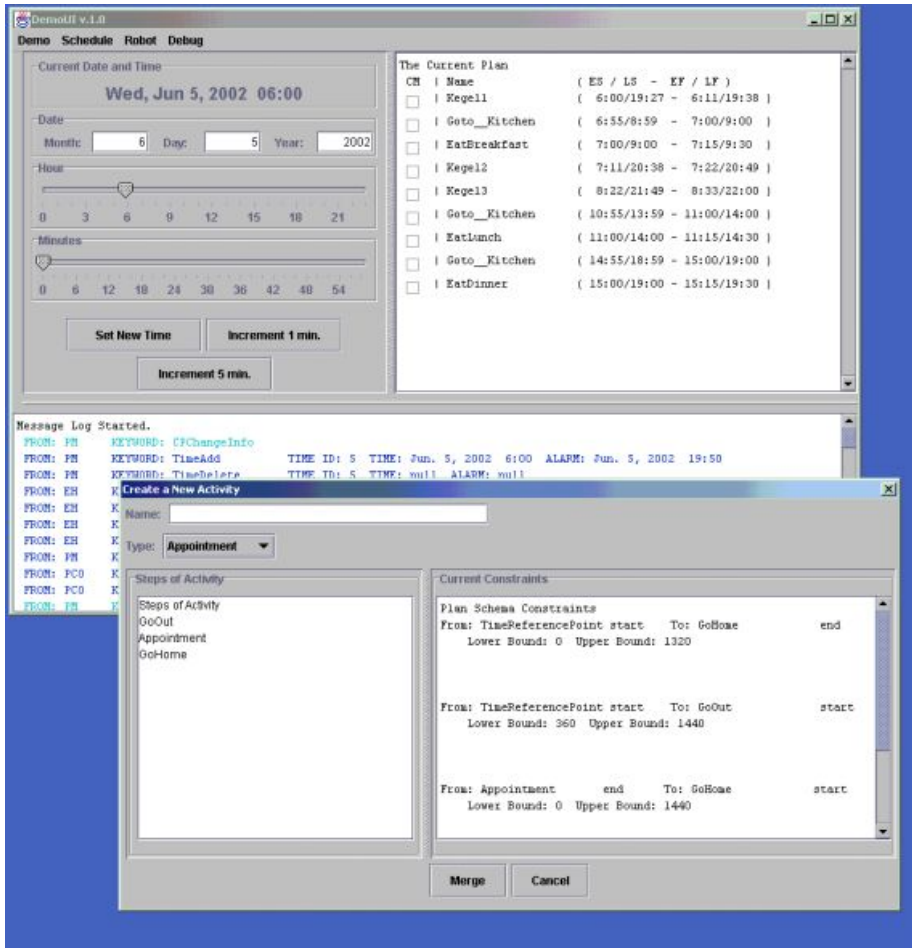 DemoUI v.1.0
Demo Schedule Robot Debug
Current Date and Time
Wed, Jun 5, 2002 06:00
Date
Month: 6 Day: 5 Year: 2002
Hour
0 3 6 9 12 15 18 21
Minutes
0 6 12 18 24 30 36 42 48 54
Set New Time Increment 1 min.
Increment 5 min.
The Current Plan
CM | Name ( ES / LS - EF / LF )
| Kegel1 ( 6:00/19:27 - 6:11/19:38 )
| Goto__Kitchen ( 6:55/8:59 - 7:00/9:00 )
| EatBreakfast ( 7:00/9:00 - 7:15/9:30 )
| Kegel2 ( 7:11/20:38 - 7:22/20:49 )
| Kegel3 ( 8:22/21:49 - 8:33/22:00 )
| Goto__Kitchen ( 10:55/13:59 - 11:00/14:00 )
| EatLunch ( 11:00/14:00 - 11:15/14:30 )
| Goto__Kitchen ( 14:55/18:59 - 15:00/19:00 )
| EatDinner ( 15:00/19:00 - 15:15/19:30 )
Message Log Started.
FROM: PM KEYWORD: CPChangeInfo
FROM: PM KEYWORD: TimeAdd TIME ID: 5 TIME: Jun. 5, 2002 6:00 ALARM: Jun. 5, 2002 19:50
FROM: PM KEYWORD: TimeDelete TIME ID: 5 TIME: null ALARM: null
FROM: EH K
FROM: EH K
FROM: EH K
FROM: EH K
FROM: PM K
FROM: PCO K
FROM: PCO K
FROM: PM K
Create a New Activity
Name:
Type: Appointment
Steps of Activity
Steps of Activity
GoOut
Appointment
GoHome
Current Constraints
Plan Schema Constraints
From: TimeReferencePoint start To: GoHome end
Lower Bound: 0 Upper Bound: 1320
From: TimeReferencePoint start To: GoOut start
Lower Bound: 360 Upper Bound: 1440
From: Appointment end To: GoHome start
Lower Bound: 0 Upper Bound: 1440
Merge Cancel